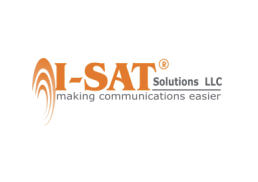 I-SAT®
Solutions LLC
making communications easier